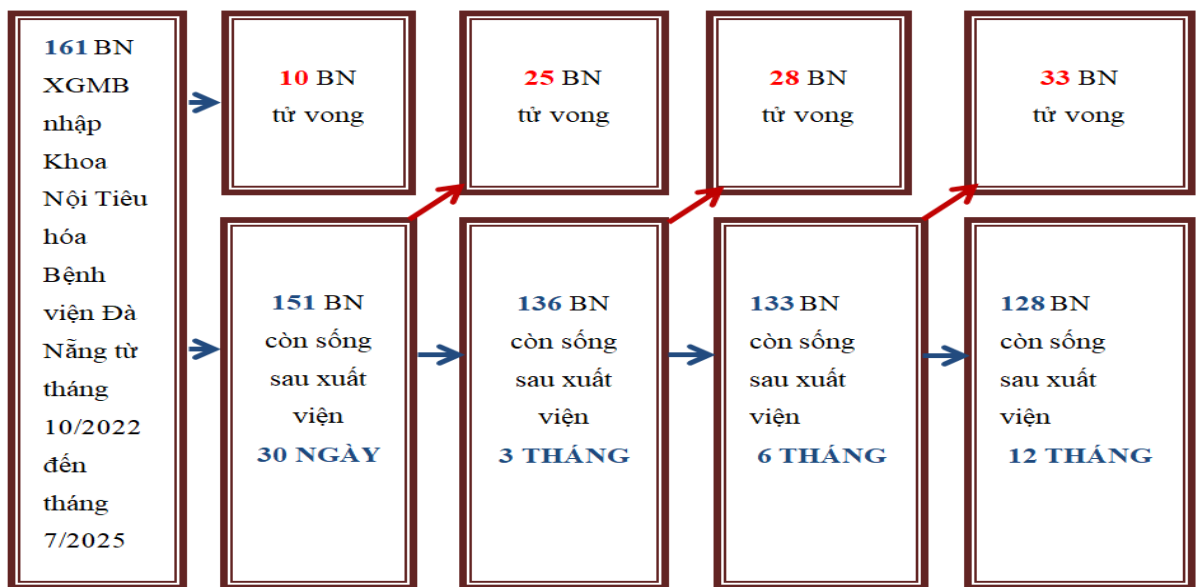 161 BN
XGMB
nhập
Khoa
Nội Tiêu
hóa
Bệnh
viện Đà
Nẵng từ
tháng
10/2022
đến
tháng
7/2025
10 BN
tử vong
25 BN
tử vong
28 BN
tử vong
33 BN
tử vong
151 BN
còn sống
sau xuất
viện
30 NGÀY
136 BN
còn sống
sau xuất
viện
3 THÁNG
133 BN
còn sống
sau xuất
viện
6 THÁNG
128 BN
còn sống
sau xuất
viện
12 THÁNG